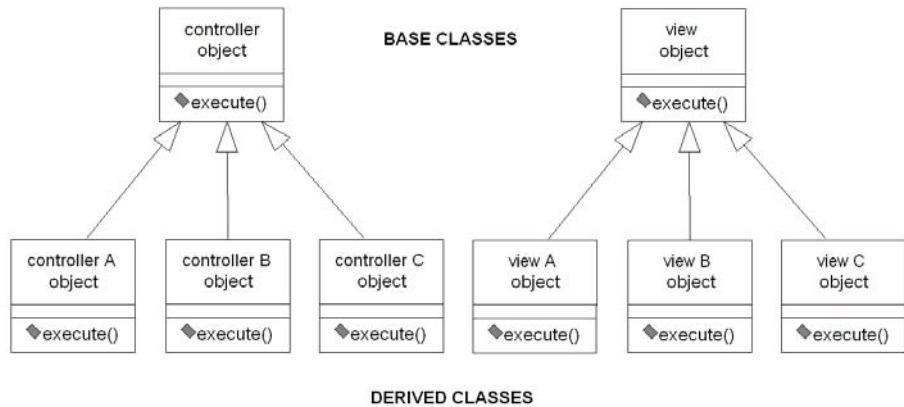 controller
object
execute()
BASE CLASSES
view
object
execute()
controller A
object
execute()
controller B
object
execute()
controller C
object
execute()
view A
object
execute()
view B
object
execute()
view C
object
execute()
DERIVED CLASSES